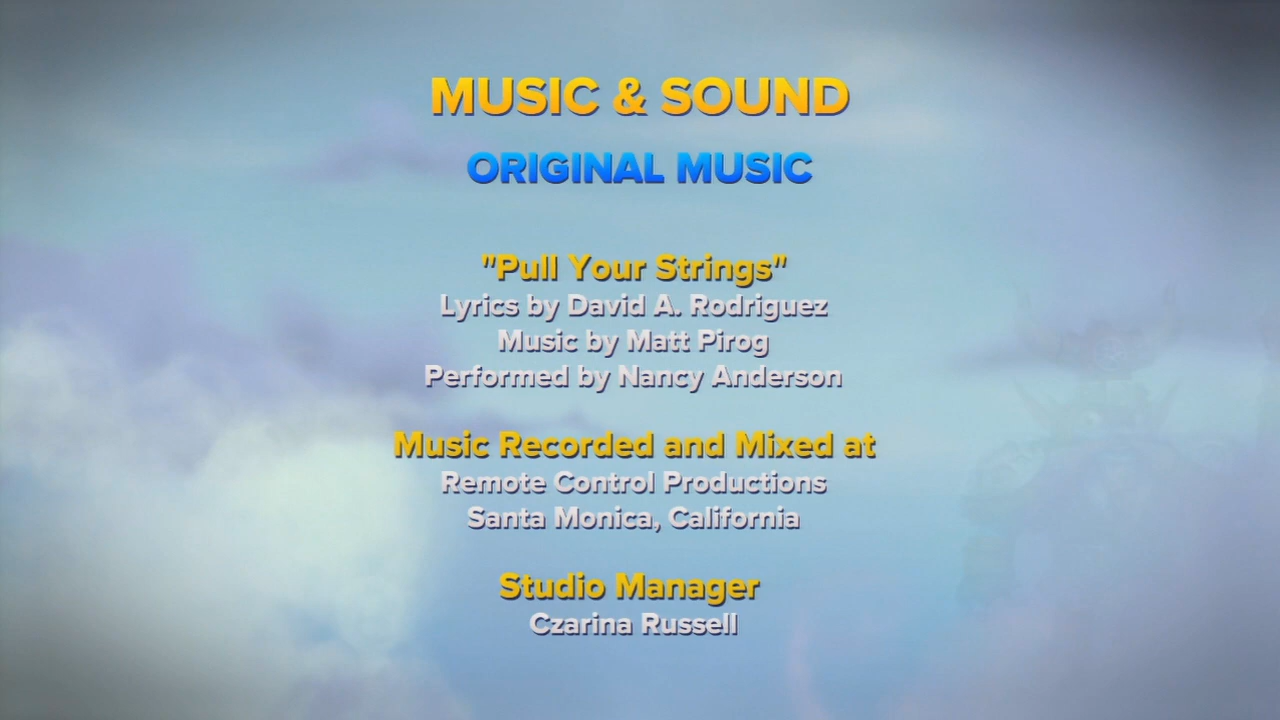 MUSIC & SOUND
ORIGINAL MUSIC
"Pull Your Strings"
Lyrics by David A. Rodriguez
Music by Matt Pirog
Performed by Nancy Anderson
Music Recorded and Mixed at
Remote Control Productions
Santa Monica, California
Studio Manager
Czarina Russell